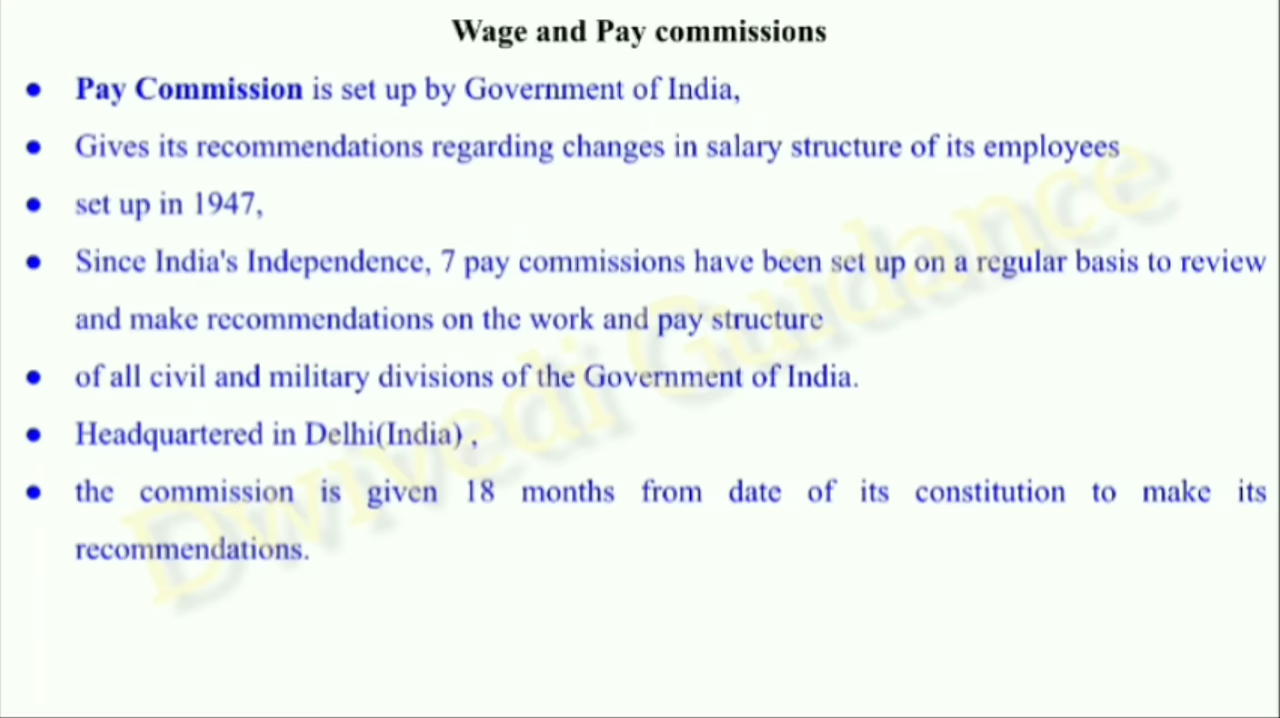 Wage and Pay commissions
● Pay Commission is set up by Government of India,
● Gives its recommendations regarding changes in salary structure of its employees
● set up in 1947,
● Since India's Independence, 7 pay commissions have been set up on a regular basis to review
and make recommendations on the work and pay structure
● of all civil and military divisions of the Government of India.
● Headquartered in Delhi(India) ,
● the commission is given 18 months from date of its constitution to make its
recommendations.
Dwivedi Guidance